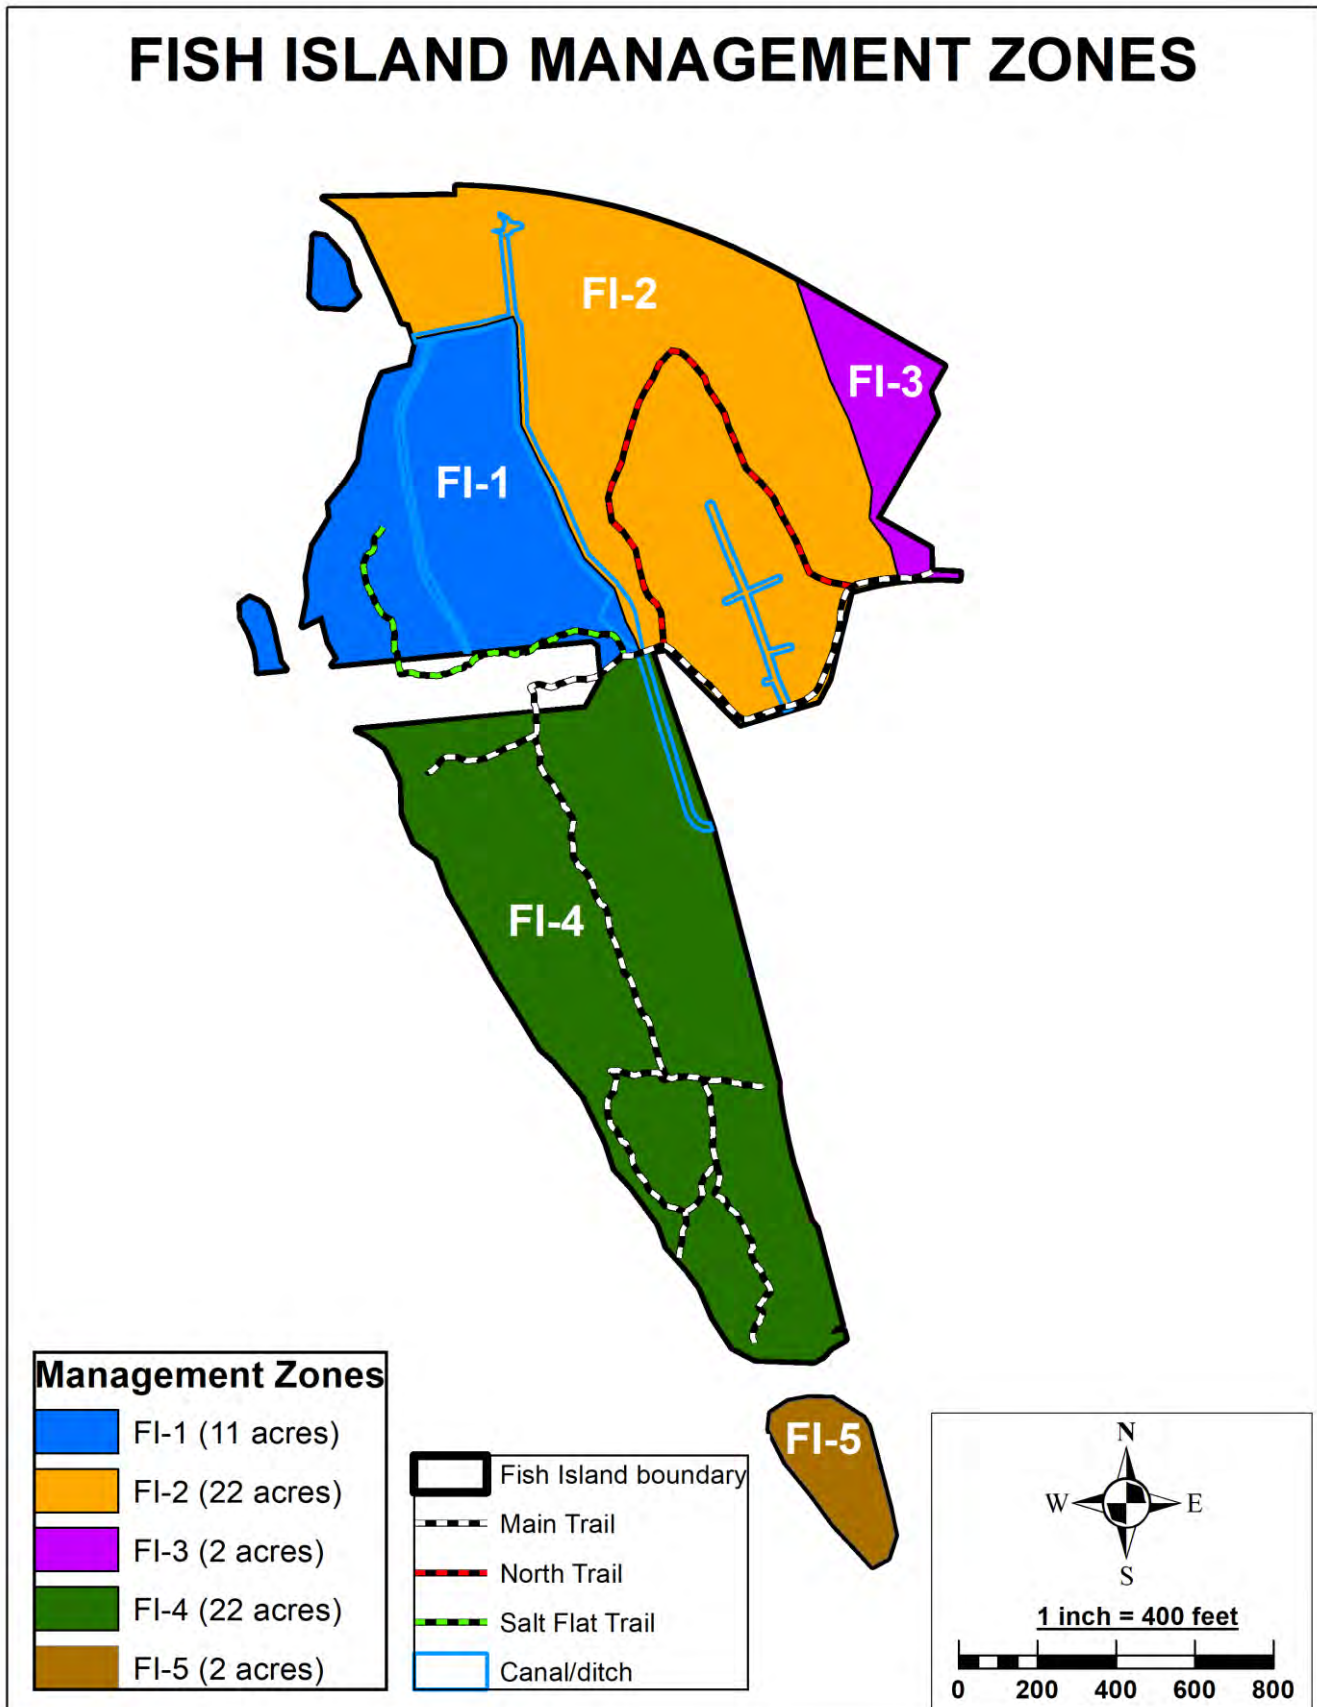 FISH ISLAND MANAGEMENT ZONES
FI-2
FI-3
FI-1
FI-4
FI-5
Management Zones
FI-1 (11 acres)
FI-2 (22 acres)
FI-3 (2 acres)
FI-4 (22 acres)
FI-5 (2 acres)
Fish Island boundary
Main Trail
North Trail
Salt Flat Trail
Canal/ditch
N
W E
S
1 inch = 400 feet
0 200 400 600 800